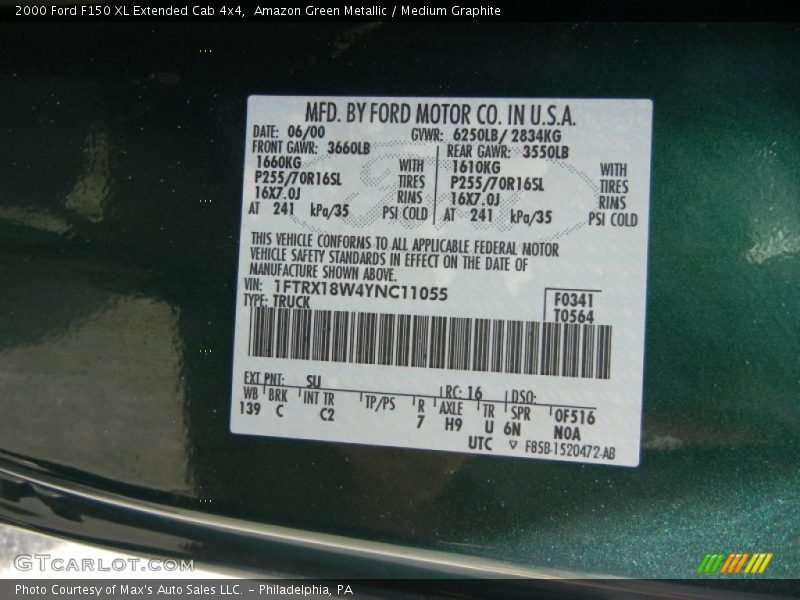 2000 Ford F150 XL Extended Cab 4x4,  Amazon Green Metallic / Medium Graphite
MFD. BY FORD MOTOR CO. IN U.S.A.
DATE: 06/00 GVWR: 6250LB/ 2834KG
FRONT GAWR: 3660LB REAR GAWR: 3550LB
1660KG WITH 1610KG WITH
P255/70R16SL TIRES P255/70R16SL TIRES
16X7.0J RIMS 16X7.0J RIMS
AT 241 kPa/35 PSI COLD AT 241 kPa/35 PSI COLD
THIS VEHICLE CONFORMS TO ALL APPLICABLE FEDERAL MOTOR
VEHICLE SAFETY STANDARDS IN EFFECT ON THE DATE OF
MANUFACTURE SHOWN ABOVE.
VIN: 1FTRX18W4YNC11055 F0341
TYPE: TRUCK T0564
EXT PNT: SU RC: 16 DSO:
WB BRK INT TR TP/PS R AXLE TR SPR 0F516
139 C C2 7 H9 U 6N NOA
UTC ▽ F85B-1520472-AB
GTCARLOT.COM
Photo Courtesy of Max's Auto Sales LLC. – Philadelphia, PA